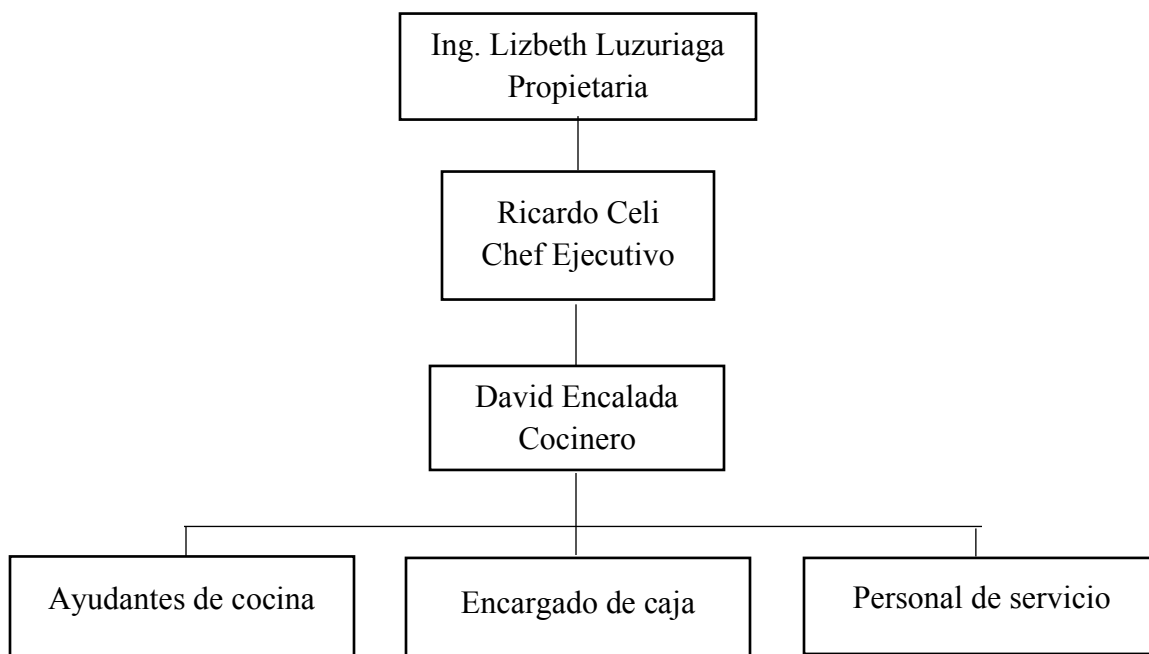 Ing. Lizbeth Luzuriaga
Propietaria
Ricardo Celi
Chef Ejecutivo
David Encalada
Cocinero
Ayudantes de cocina
Encargado de caja
Personal de servicio